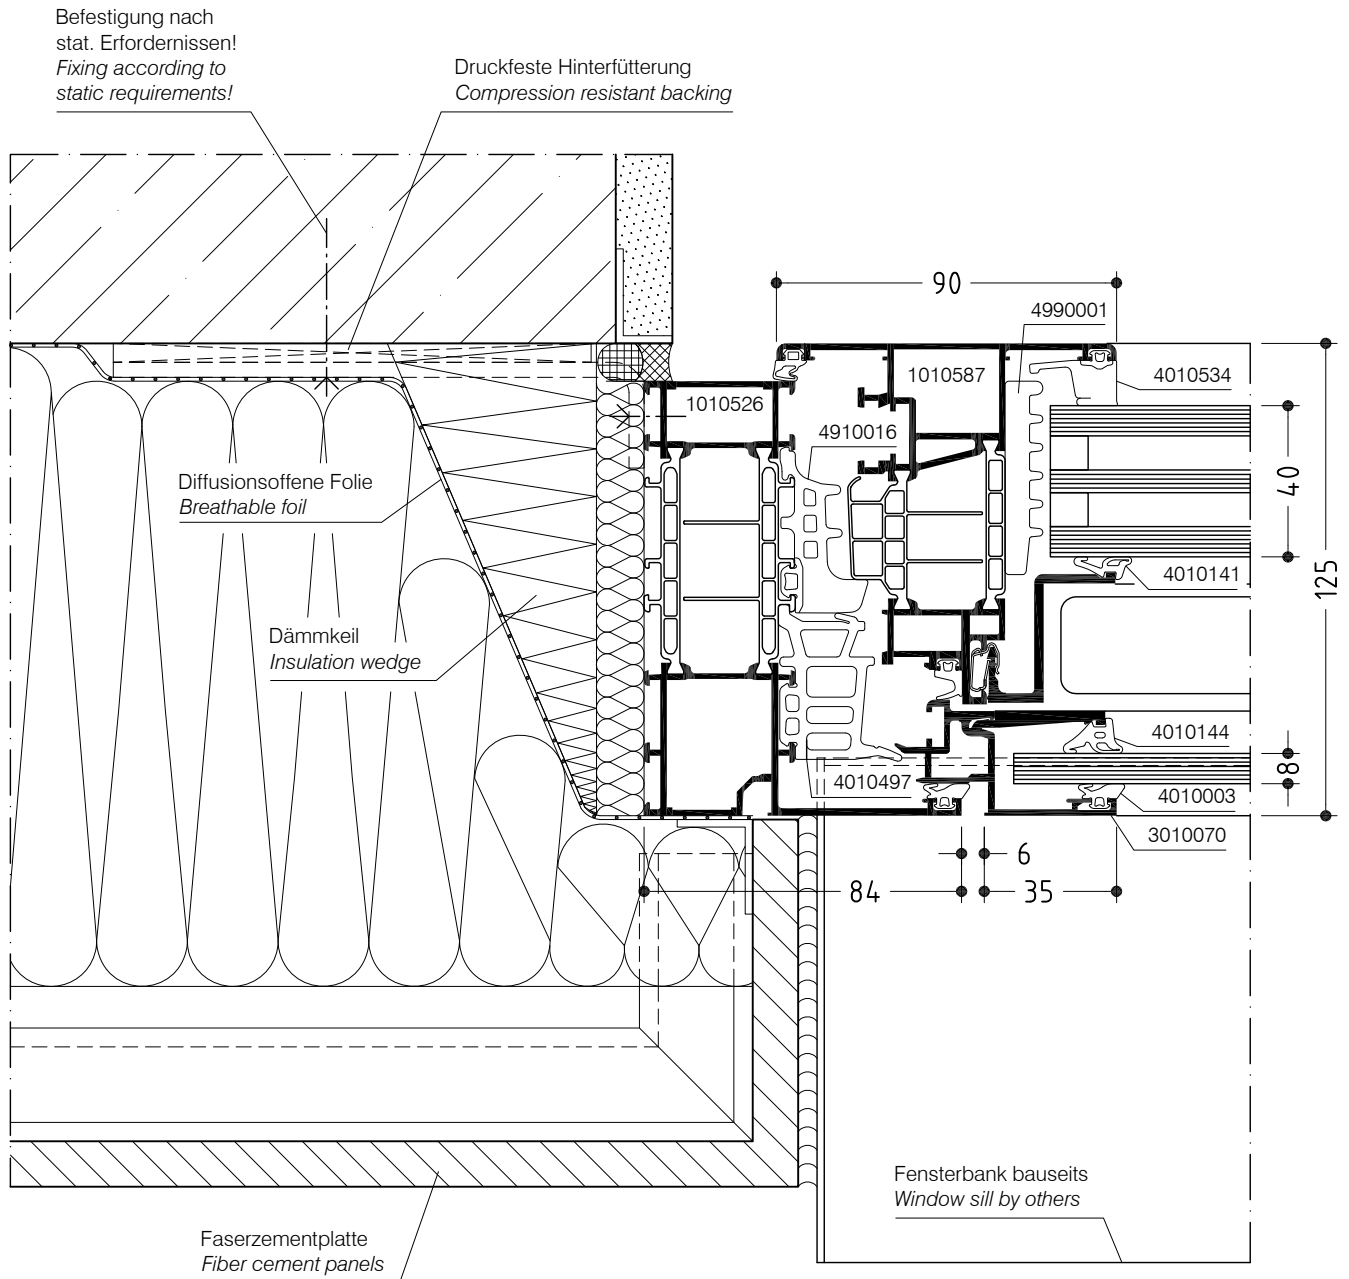 Befestigung nach
stat. Erfordernissen!
Fixing according to
static requirements!
Druckfeste Hinterfütterung
Compression resistant backing
90
4990001
1010587
4010534
1010526
4910016
40
125
Diffusionsoffene Folie
Breathable foil
4010141
Dämmkeil
Insulation wedge
4010144
8
4010497
4010003
3010070
6
84
35
Fensterbank bauseits
Window sill by others
Faserzementplatte
Fiber cement panels